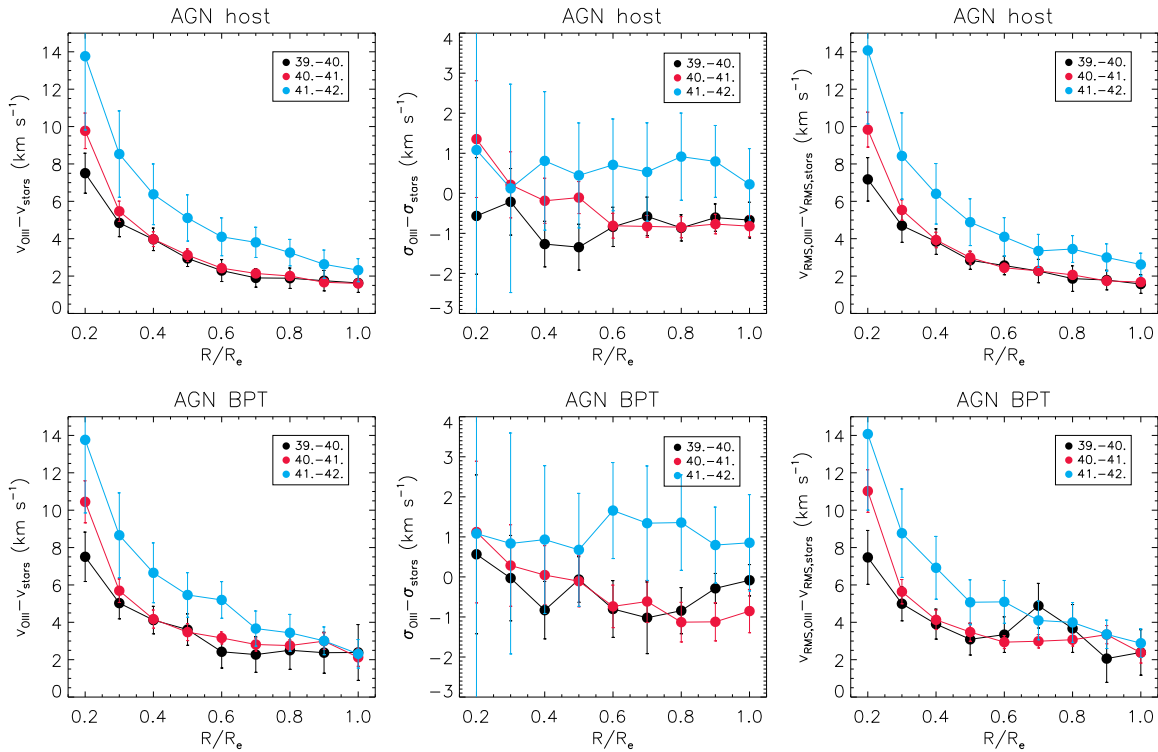 AGN host
AGN host
AGN host
v_OIII−v_stars (km s⁻¹)
14
12
10
8
6
4
2
0
39.−40.
40.−41.
41.−42.
0.2 0.4 0.6 0.8 1.0
R/R_e
σ_OIII−σ_stars (km s⁻¹)
4
3
2
1
0
−1
−2
−3
39.−40.
40.−41.
41.−42.
0.2 0.4 0.6 0.8 1.0
R/R_e
v_RMS,OIII−v_RMS,stars (km s⁻¹)
14
12
10
8
6
4
2
0
39.−40.
40.−41.
41.−42.
0.2 0.4 0.6 0.8 1.0
R/R_e
AGN BPT
AGN BPT
AGN BPT
v_OIII−v_stars (km s⁻¹)
14
12
10
8
6
4
2
0
39.−40.
40.−41.
41.−42.
0.2 0.4 0.6 0.8 1.0
R/R_e
σ_OIII−σ_stars (km s⁻¹)
4
3
2
1
0
−1
−2
−3
39.−40.
40.−41.
41.−42.
0.2 0.4 0.6 0.8 1.0
R/R_e
v_RMS,OIII−v_RMS,stars (km s⁻¹)
14
12
10
8
6
4
2
0
39.−40.
40.−41.
41.−42.
0.2 0.4 0.6 0.8 1.0
R/R_e